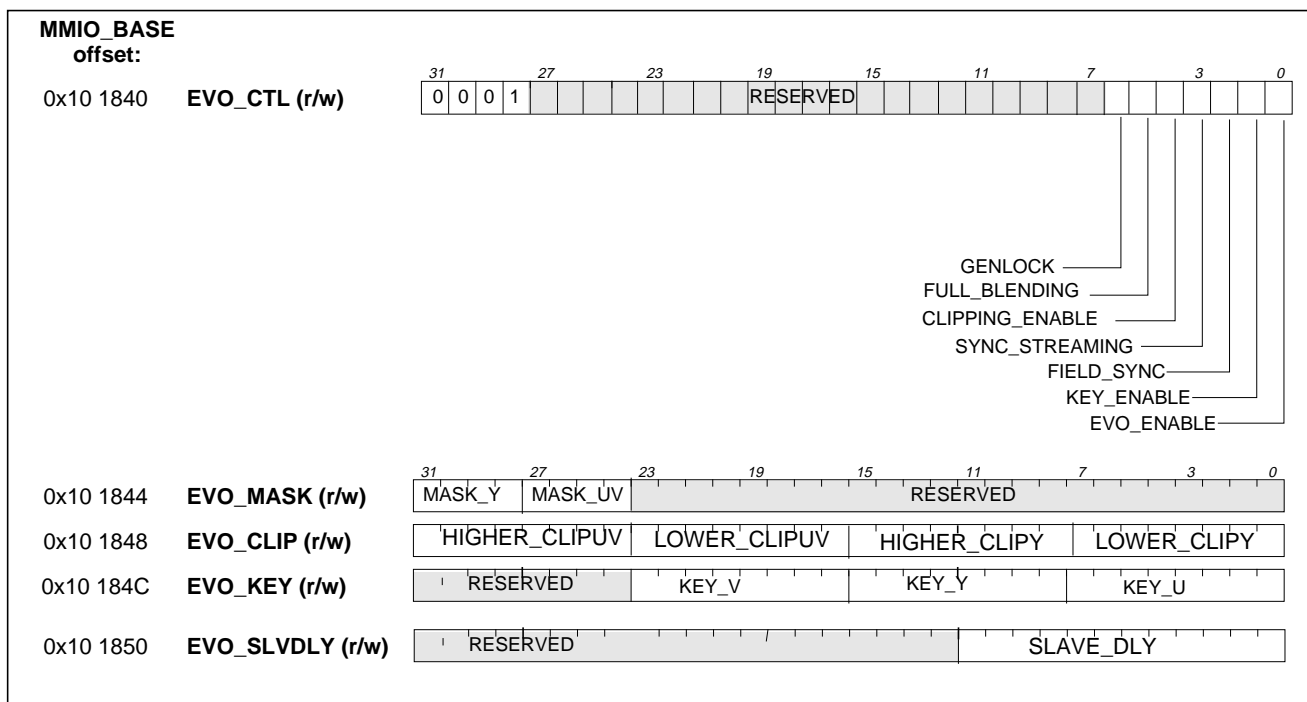 MMIO_BASE
offset:
31 27 23 19 15 11 7 3 0
0x10 1840 EVO_CTL (r/w) 0 0 0 1 RESERVED
GENLOCK
FULL_BLENDING
CLIPPING_ENABLE
SYNC_STREAMING
FIELD_SYNC
KEY_ENABLE
EVO_ENABLE
31 27 23 19 15 11 7 3 0
0x10 1844 EVO_MASK (r/w) MASK_Y MASK_UV RESERVED
0x10 1848 EVO_CLIP (r/w) HIGHER_CLIPUV LOWER_CLIPUV HIGHER_CLIPY LOWER_CLIPY
0x10 184C EVO_KEY (r/w) RESERVED KEY_V KEY_Y KEY_U
0x10 1850 EVO_SLVDLY (r/w) RESERVED SLAVE_DLY